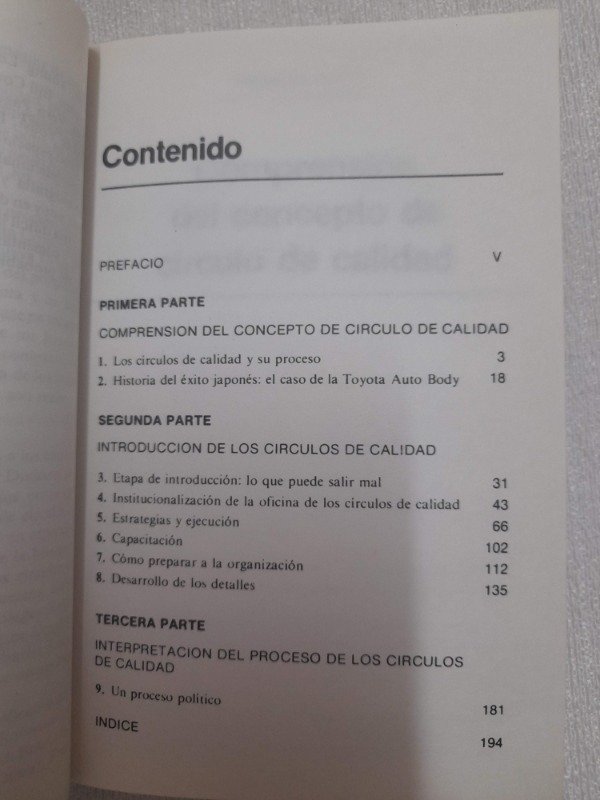 Contenido
PREFACIO V
PRIMERA PARTE
COMPRENSION DEL CONCEPTO DE CIRCULO DE CALIDAD
1. Los circulos de calidad y su proceso 3
2. Historia del éxito japonés: el caso de la Toyota Auto Body 18
SEGUNDA PARTE
INTRODUCCION DE LOS CIRCULOS DE CALIDAD
3. Etapa de introducción: lo que puede salir mal 31
4. Institucionalización de la oficina de los círculos de calidad 43
5. Estrategias y ejecución 66
6. Capacitación 102
7. Cómo preparar a la organización 112
8. Desarrollo de los detalles 135
TERCERA PARTE
INTERPRETACION DEL PROCESO DE LOS CIRCULOS
DE CALIDAD
9. Un proceso político 181
INDICE 194